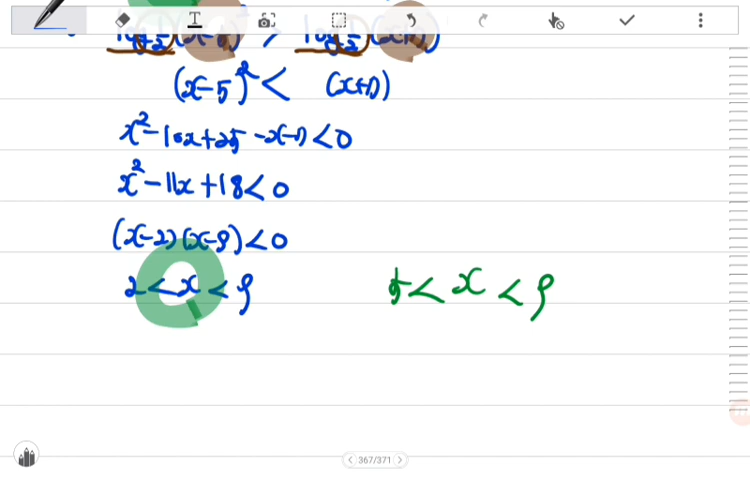 T
(x-5)² < (x+7)
x²-10x+25-x-7<0
x²-11x+18<0
(x-2)(x-9)<0
2<x<9
5<x<9
< 367/371 >